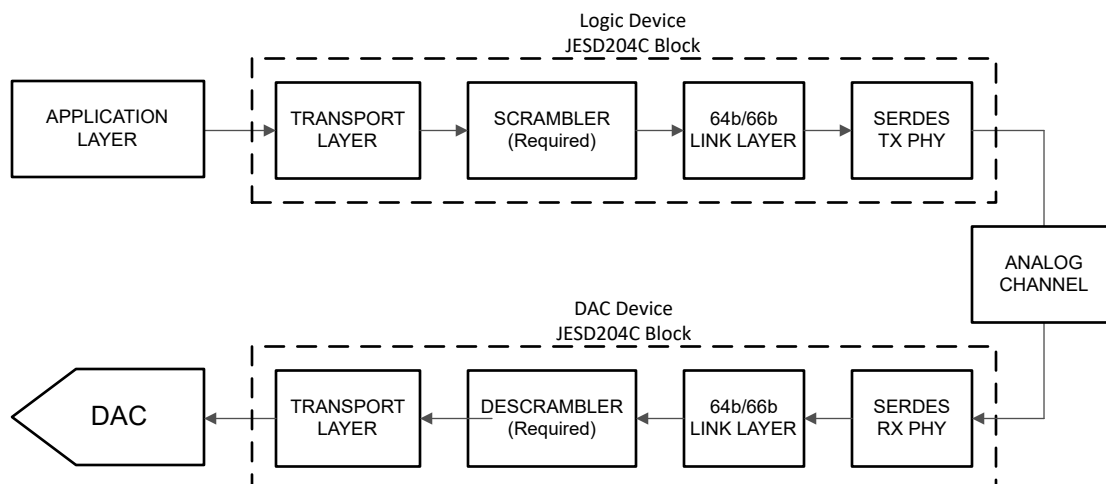 Logic Device
JESD204C Block
APPLICATION
LAYER
TRANSPORT
LAYER
SCRAMBLER
(Required)
64b/66b
LINK LAYER
SERDES
TX PHY
ANALOG
CHANNEL
DAC Device
JESD204C Block
DAC
TRANSPORT
LAYER
DESCRAMBLER
(Required)
64b/66b
LINK LAYER
SERDES
RX PHY